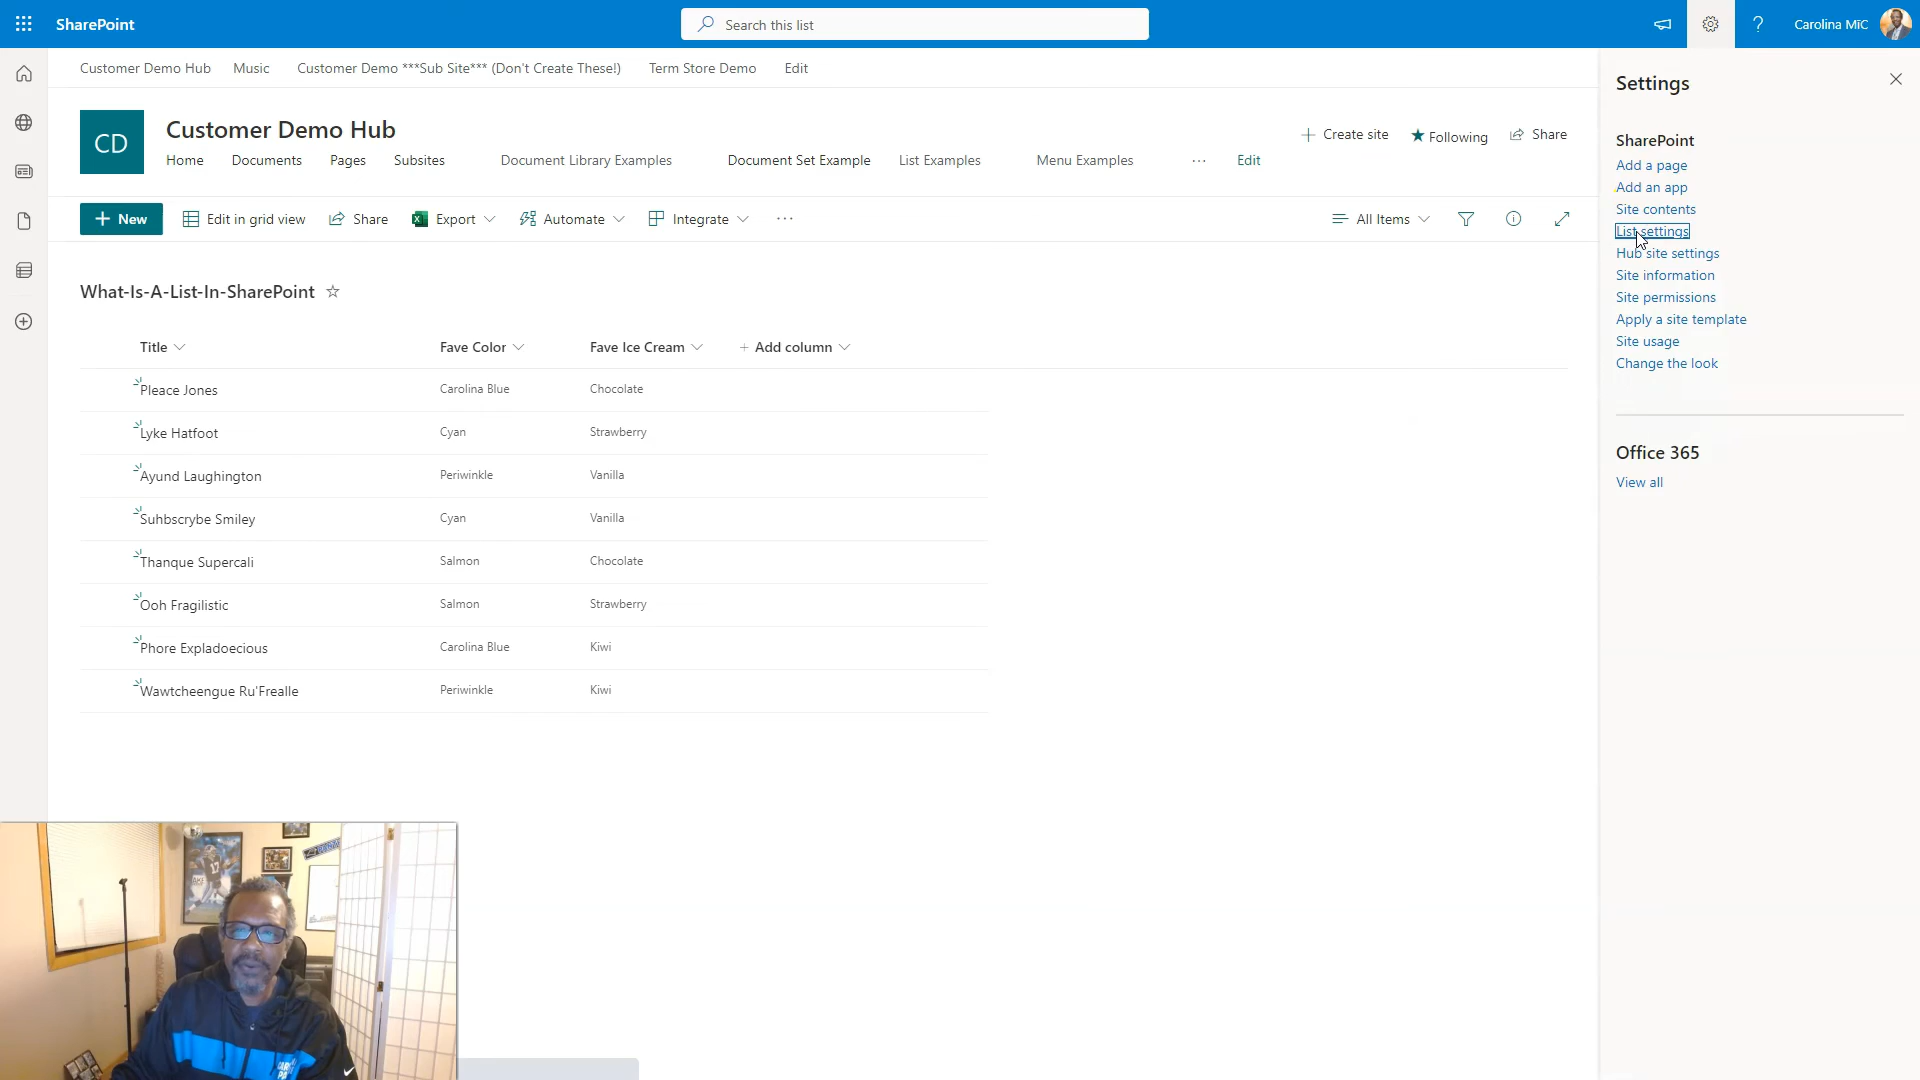 SharePoint
Search this list
Carolina MiC
Customer Demo Hub Music Customer Demo ***Sub Site*** (Don't Create These!) Term Store Demo Edit
CD
Customer Demo Hub
Home Documents Pages Subsites Document Library Examples Document Set Example List Examples Menu Examples ... Edit
Create site Following Share
New Edit in grid view Share Export Automate Integrate ... All Items
What-Is-A-List-In-SharePoint
Title Fave Color Fave Ice Cream + Add column
Pleace Jones Carolina Blue Chocolate
Lyke Hatfoot Cyan Strawberry
Ayund Laughington Periwinkle Vanilla
Suhbscrybe Smiley Cyan Vanilla
Thanque Supercali Salmon Chocolate
Ooh Fragilistic Salmon Strawberry
Phore Expladoecious Carolina Blue Kiwi
Wawtcheengue Ru'Frealle Periwinkle Kiwi
Settings
SharePoint
Add a page
Add an app
Site contents
List settings
Hub site settings
Site information
Site permissions
Apply a site template
Site usage
Change the look
Office 365
View all
17